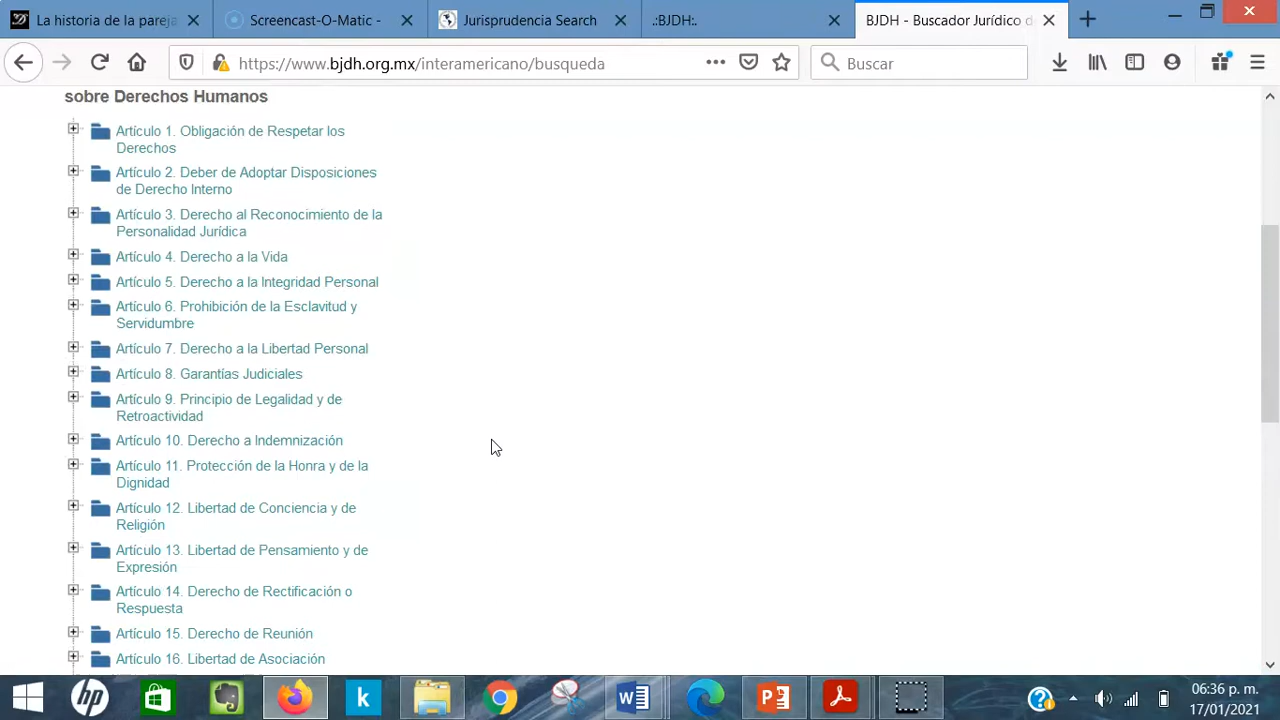 La historia de la pareja
Screencast-O-Matic -
Jurisprudencia Search
.:BJDH:.
BJDH - Buscador Jurídico d
https://www.bjdh.org.mx/interamericano/busqueda
Buscar
sobre Derechos Humanos
Artículo 1. Obligación de Respetar los
Derechos
Artículo 2. Deber de Adoptar Disposiciones
de Derecho Interno
Artículo 3. Derecho al Reconocimiento de la
Personalidad Jurídica
Artículo 4. Derecho a la Vida
Artículo 5. Derecho a la Integridad Personal
Artículo 6. Prohibición de la Esclavitud y
Servidumbre
Artículo 7. Derecho a la Libertad Personal
Artículo 8. Garantías Judiciales
Artículo 9. Principio de Legalidad y de
Retroactividad
Artículo 10. Derecho a Indemnización
Artículo 11. Protección de la Honra y de la
Dignidad
Artículo 12. Libertad de Conciencia y de
Religión
Artículo 13. Libertad de Pensamiento y de
Expresión
Artículo 14. Derecho de Rectificación o
Respuesta
Artículo 15. Derecho de Reunión
Artículo 16. Libertad de Asociación
hp
k
06:36 p. m.
17/01/2021